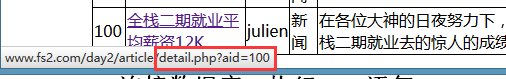 100 全栈二期就业平 julien 新 在各位大神的日夜努力下，
均薪资12K 闻 栈二期就业去的惊人的成绩
www.fs2.com/day2/article/detail.php?aid=100